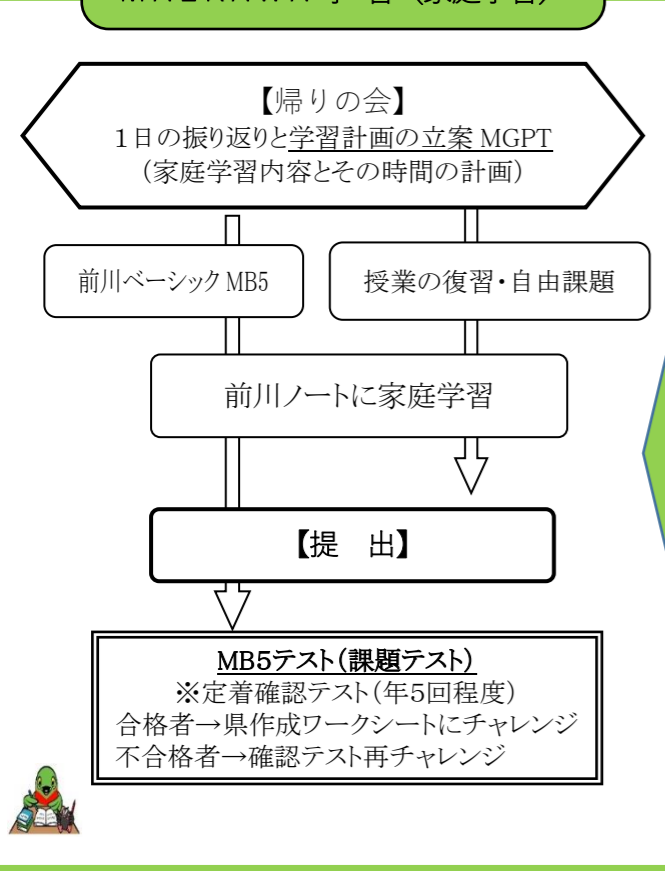 【帰りの会】
１日の振り返りと学習計画の立案 MGPT
（家庭学習内容とその時間の計画）
前川ベーシック MB5
授業の復習・自由課題
前川ノートに家庭学習
【提　出】
MB5テスト（課題テスト）
※定着確認テスト（年５回程度）
合格者→県作成ワークシートにチャレンジ
不合格者→確認テスト再チャレンジ